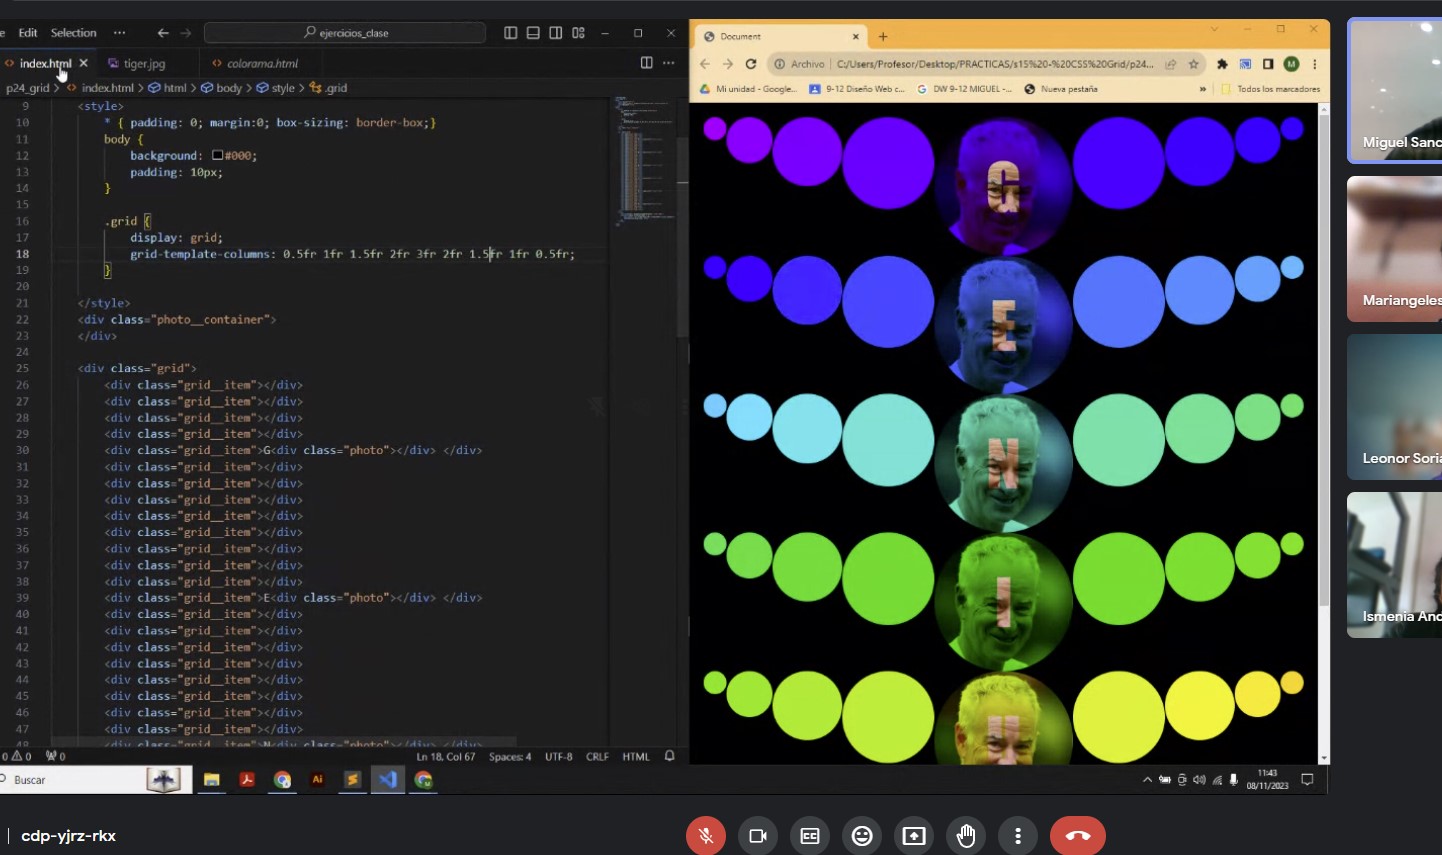 Edit Selection ··· ejercicios_clase
index.html tiger.jpg colorama.html
p24_grid > index.html > html > body > style > .grid
9 <style>
10 * { padding: 0; margin:0; box-sizing: border-box;}
11 body {
12 background: #000;
13 padding: 10px;
14 }
15
16 .grid {
17 display: grid;
18 grid-template-columns: 0.5fr 1fr 1.5fr 2fr 3fr 2fr 1.5fr 1fr 0.5fr;
19 }
20
21 </style>
22 <div class="photo__container">
23 </div>
24
25 <div class="grid">
26 <div class="grid__item"></div>
27 <div class="grid__item"></div>
28 <div class="grid__item"></div>
29 <div class="grid__item"></div>
30 <div class="grid__item">G<div class="photo"></div> </div>
31 <div class="grid__item"></div>
32 <div class="grid__item"></div>
33 <div class="grid__item"></div>
34 <div class="grid__item"></div>
35 <div class="grid__item"></div>
36 <div class="grid__item"></div>
37 <div class="grid__item"></div>
38 <div class="grid__item"></div>
39 <div class="grid__item">E<div class="photo"></div> </div>
40 <div class="grid__item"></div>
41 <div class="grid__item"></div>
42 <div class="grid__item"></div>
43 <div class="grid__item"></div>
44 <div class="grid__item"></div>
45 <div class="grid__item"></div>
46 <div class="grid__item"></div>
47 <div class="grid__item"></div>
48 <div class="grid__item">N<div class="photo"></div> </div>
0 0 0 Ln 18, Col 67 Spaces: 4 UTF-8 CRLF HTML
Document
Archivo | C:/Users/Profesor/Desktop/PRACTICAS/s15%20-%20CSS%20Grid/p24... M
Mi unidad - Google... 9-12 Diseño Web c... DW 9-12 MIGUEL -... Nueva pestaña » Todos los marcadores
G
E
N
I
Buscar
Ai
11:43
08/11/2023
Miguel Sanc
Mariangeles
Leonor Soria
Ismenia And
cdp-yjrz-rkx